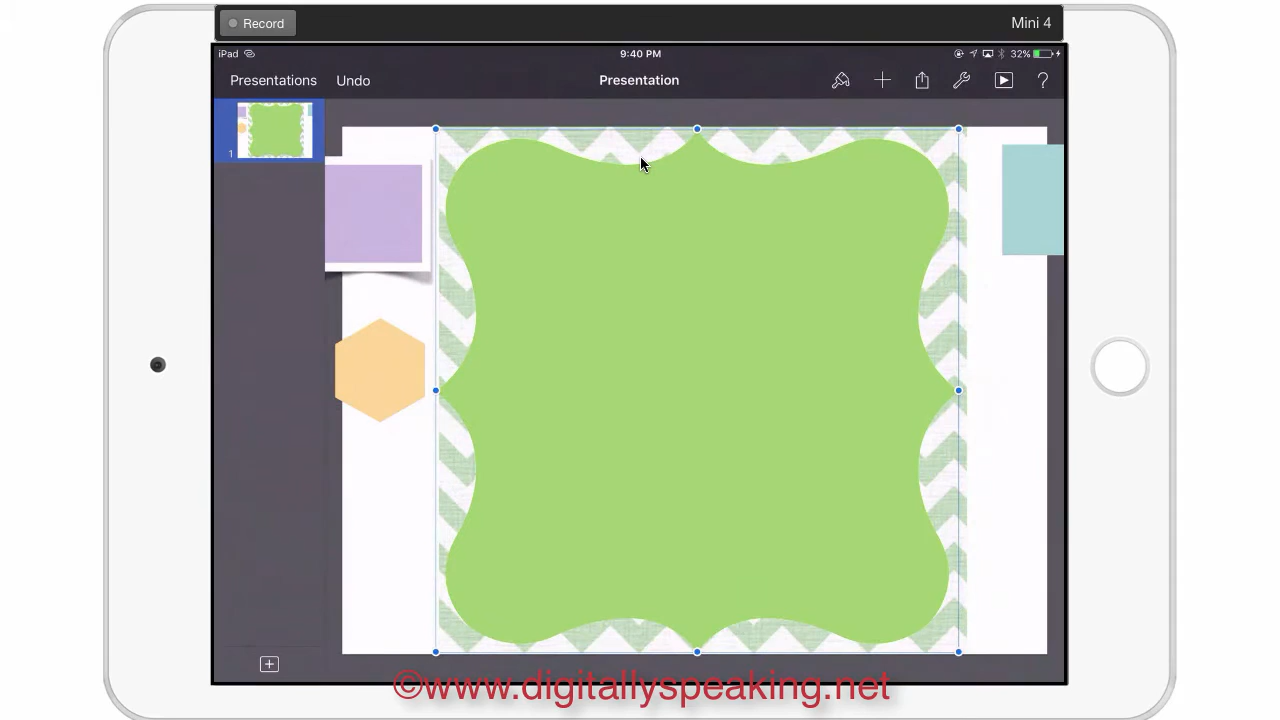 Record
Mini 4
iPad
9:40 PM
32%
Presentations
Undo
Presentation
?
1
©www.digitallyspeaking.net